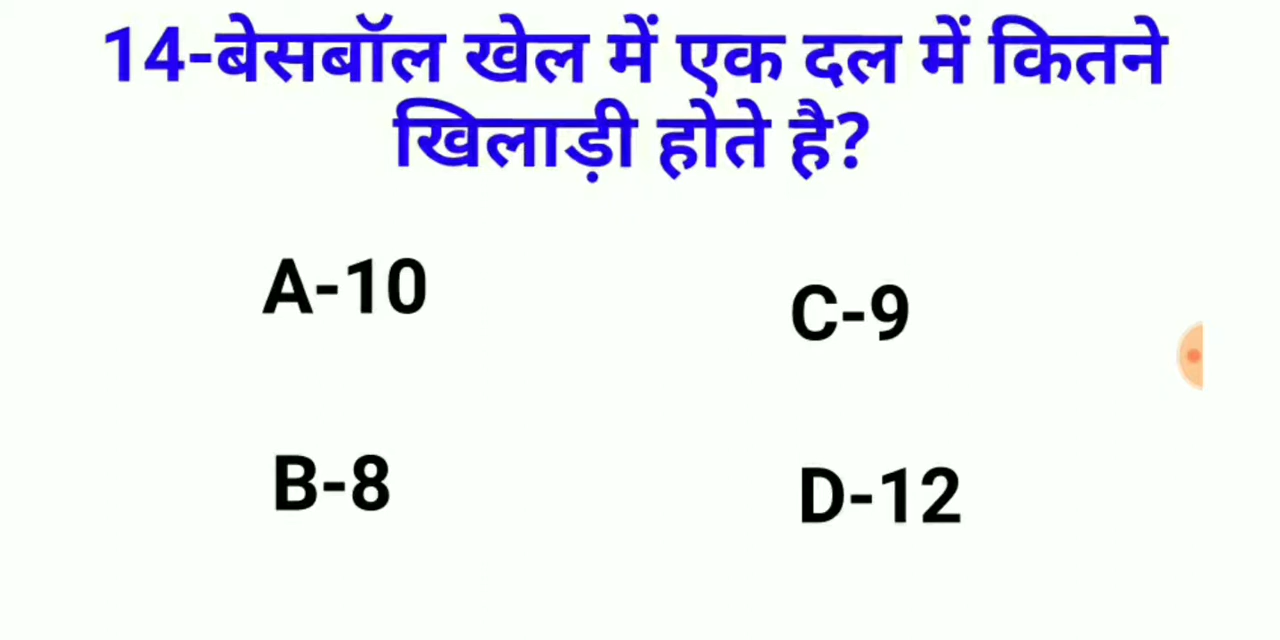 14-बेसबॉल खेल में एक दल में कितने
खिलाड़ी होते है?
A-10
C-9
B-8
D-12